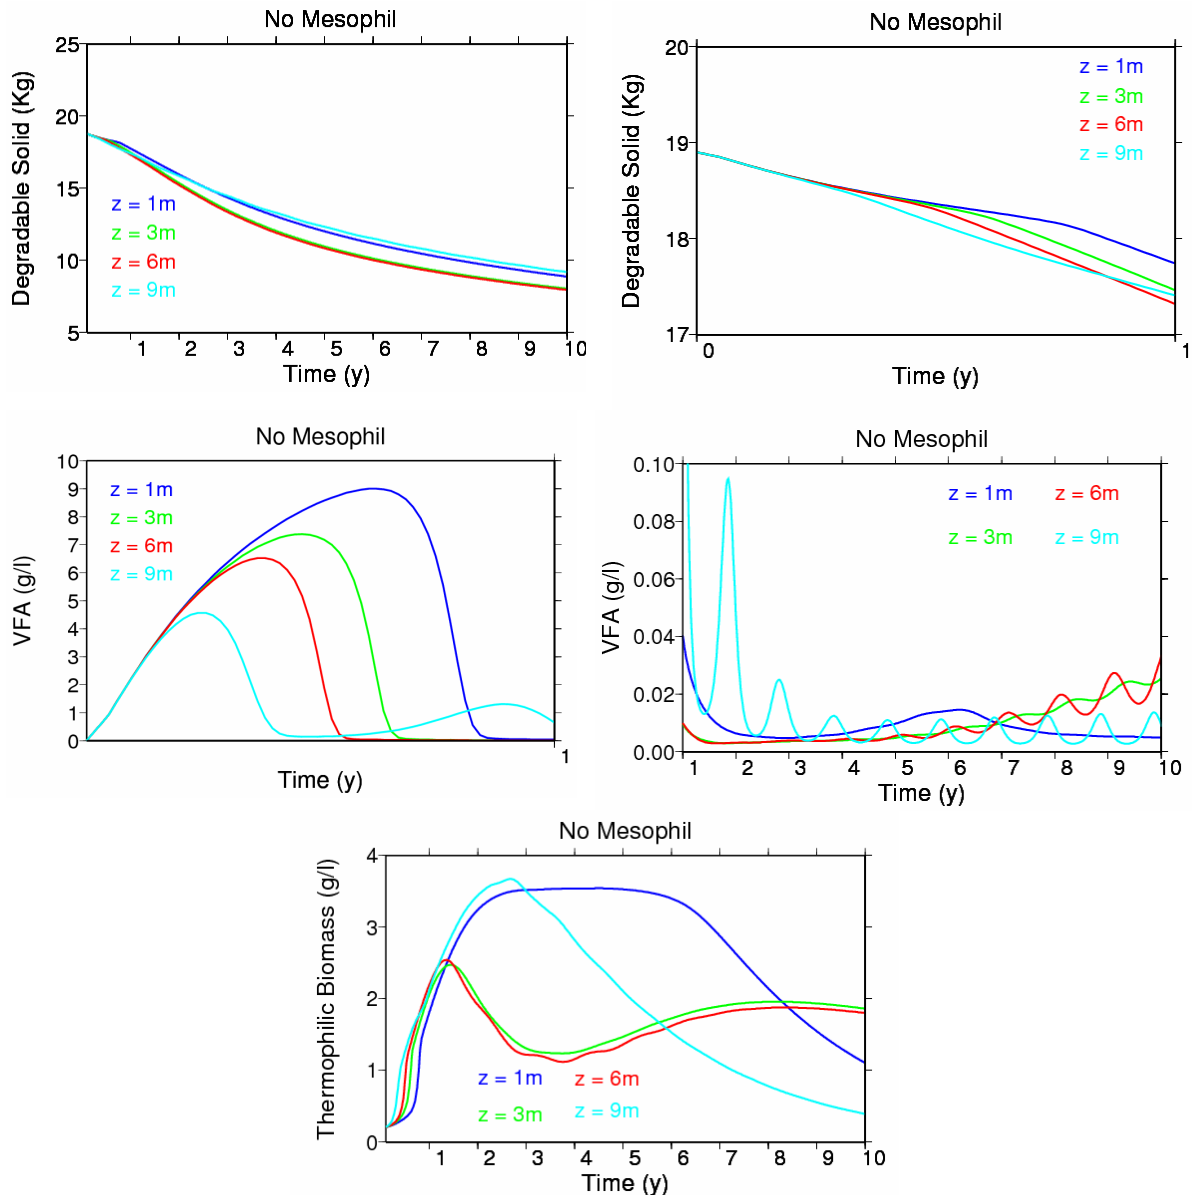 No Mesophil
25
20
15
10
5
Degradable Solid (Kg)
z = 1m
z = 3m
z = 6m
z = 9m
1 2 3 4 5 6 7 8 9 10
Time (y)
No Mesophil
20
19
18
17
Degradable Solid (Kg)
z = 1m
z = 3m
z = 6m
z = 9m
0 1
Time (y)
No Mesophil
10
9
8
7
6
5
4
3
2
1
0
VFA (g/l)
z = 1m
z = 3m
z = 6m
z = 9m
1
Time (y)
No Mesophil
0.10
0.08
0.06
0.04
0.02
0.00
VFA (g/l)
z = 1m z = 6m
z = 3m z = 9m
1 2 3 4 5 6 7 8 9 10
Time (y)
No Mesophil
4
3
2
1
0
Thermophilic Biomass (g/l)
z = 1m z = 6m
z = 3m z = 9m
1 2 3 4 5 6 7 8 9 10
Time (y)